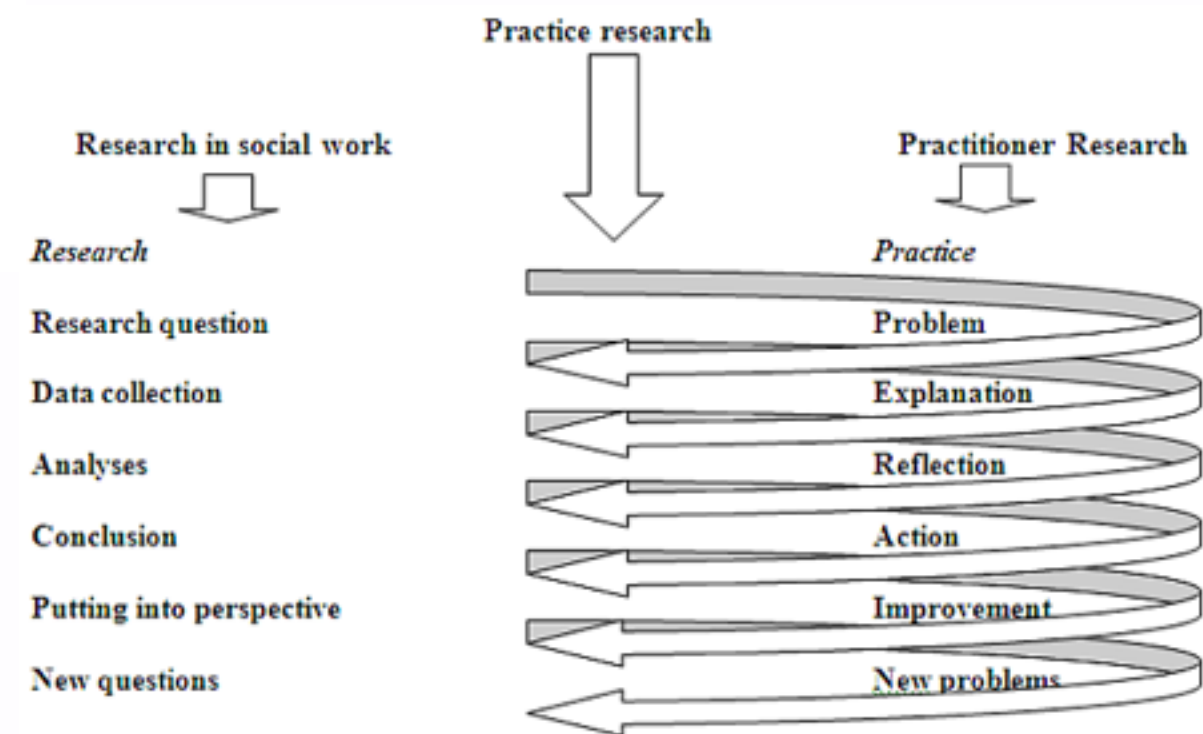 Practice research
Research in social work
Practitioner Research
Research
Practice
Research question
Problem
Data collection
Explanation
Analyses
Reflection
Conclusion
Action
Putting into perspective
Improvement
New questions
New problems